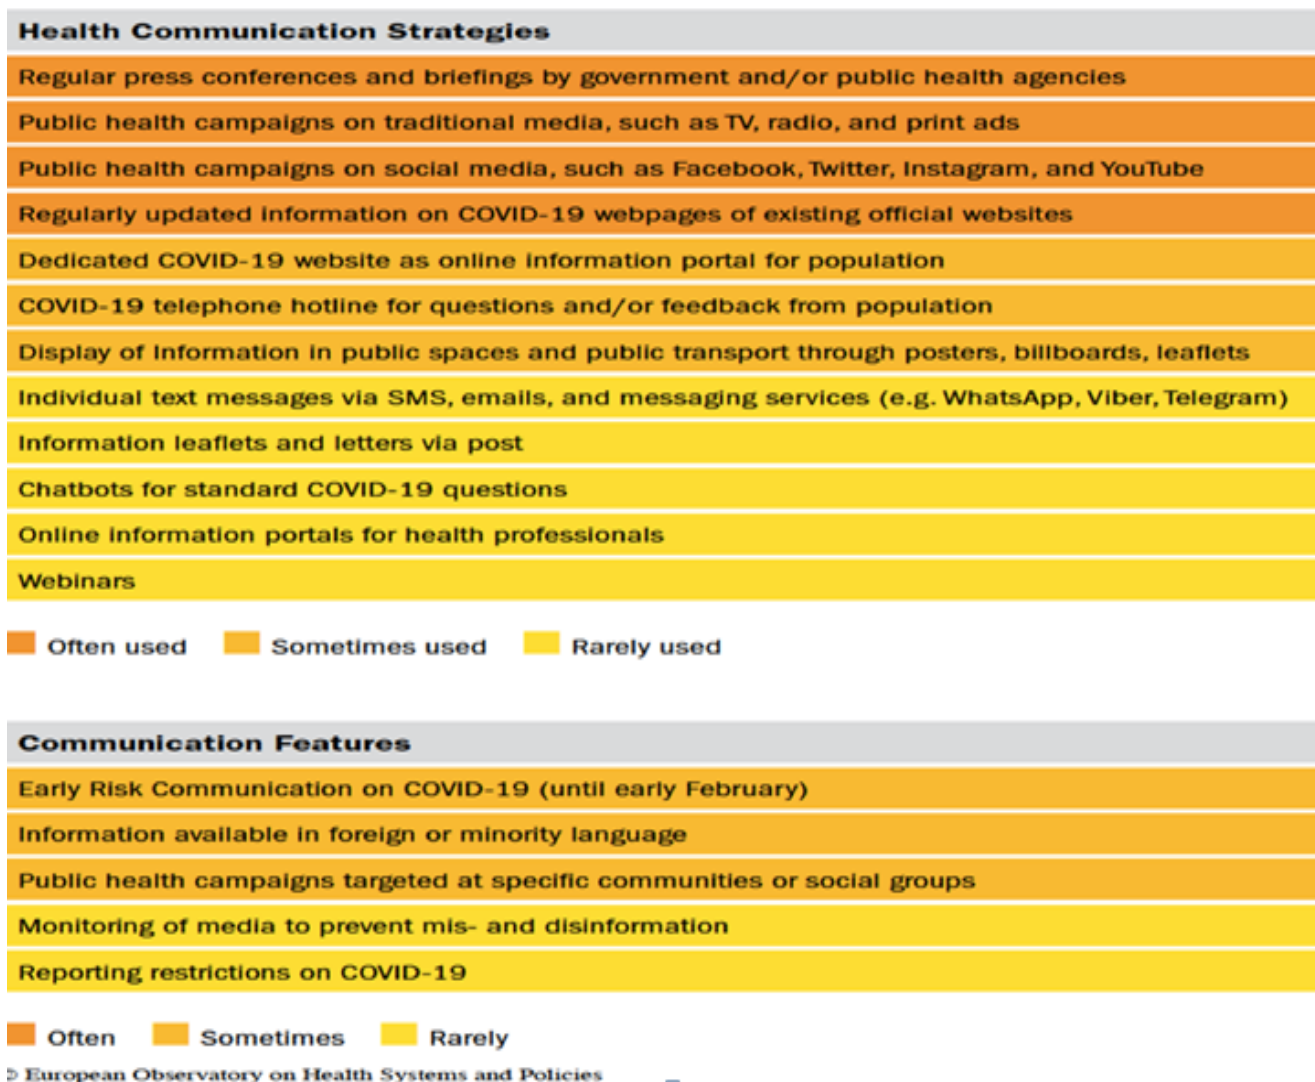 Health Communication Strategies
Regular press conferences and briefings by government and/or public health agencies
Public health campaigns on traditional media, such as TV, radio, and print ads
Public health campaigns on social media, such as Facebook, Twitter, Instagram, and YouTube
Regularly updated information on COVID-19 webpages of existing official websites
Dedicated COVID-19 website as online information portal for population
COVID-19 telephone hotline for questions and/or feedback from population
Display of Information in public spaces and public transport through posters, billboards, leaflets
Individual text messages via SMS, emails, and messaging services (e.g. WhatsApp, Viber, Telegram)
Information leaflets and letters via post
Chatbots for standard COVID-19 questions
Online information portals for health professionals
Webinars
Often used Sometimes used Rarely used
Communication Features
Early Risk Communication on COVID-19 (until early February)
Information available in foreign or minority language
Public health campaigns targeted at specific communities or social groups
Monitoring of media to prevent mis- and disinformation
Reporting restrictions on COVID-19
Often Sometimes Rarely
© European Observatory on Health Systems and Policies